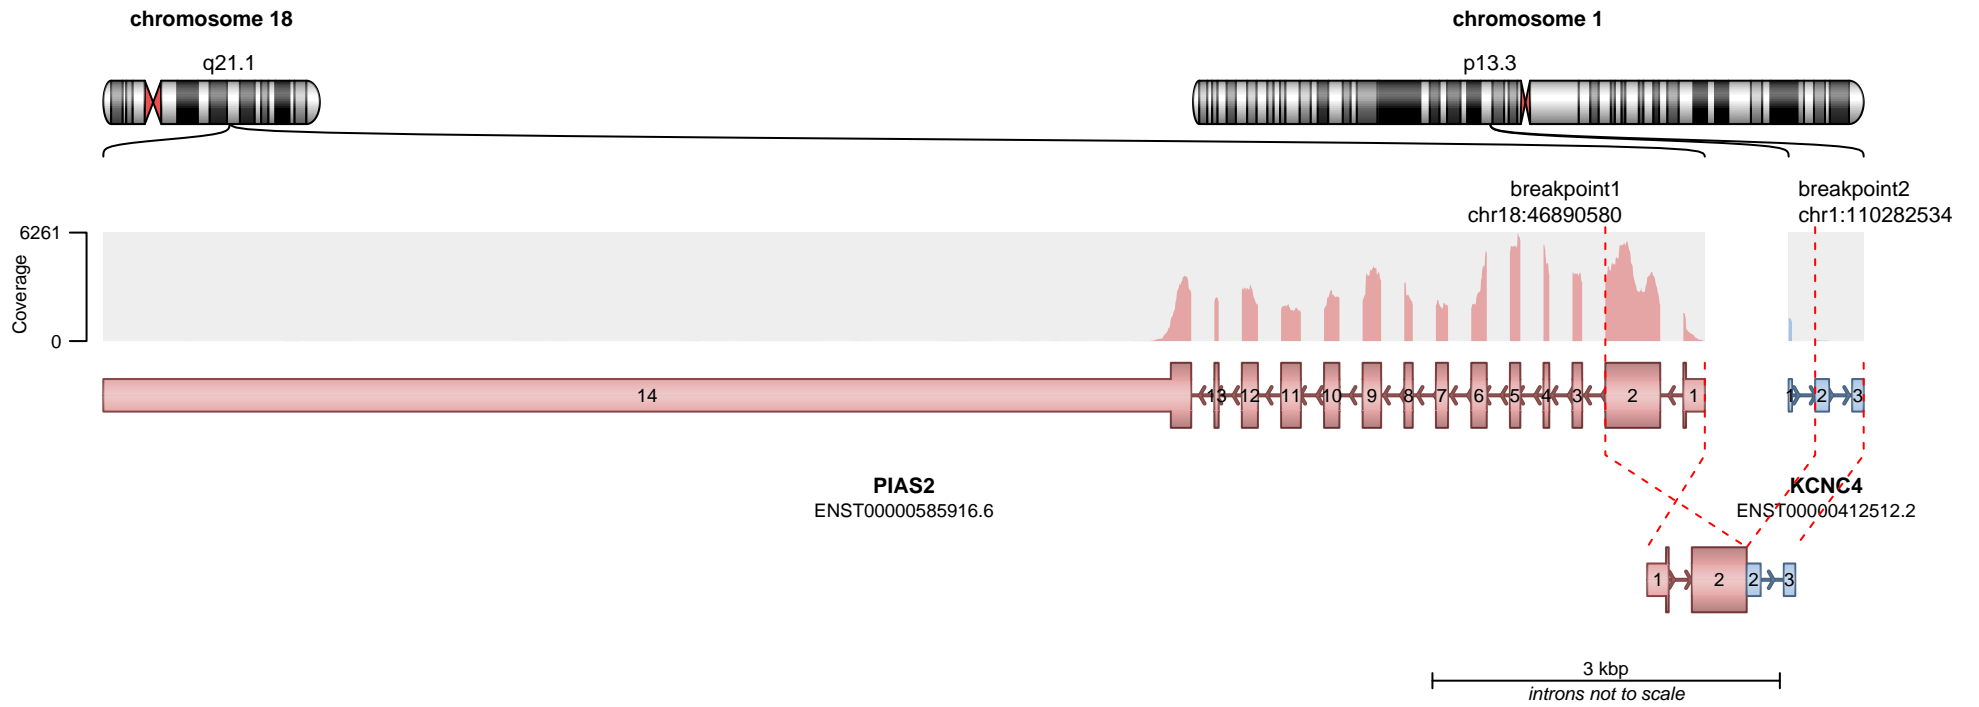 chromosome 18
chromosome 1
q21.1
p13.3
breakpoint1
chr18:46890580
breakpoint2
chr1:110282534
6261
Coverage
0
14
13
12
11
10
9
8
7
6
5
4
3
2
1
1
2
3
PIAS2
ENST00000585916.6
KCNC4
ENST00000412512.2
1
2
2
3
3 kbp
introns not to scale